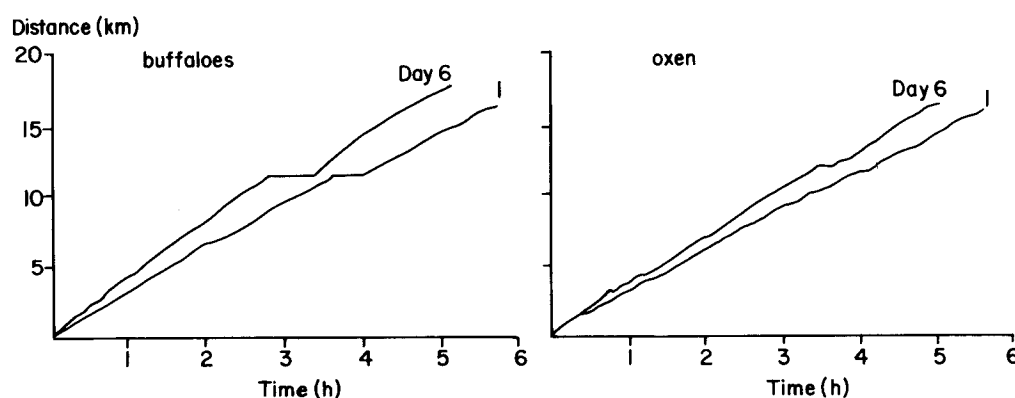 Distance (km)
20
15
10
5
buffaloes
Day 6
1
1 2 3 4 5 6
Time (h)
oxen
Day 6
1
1 2 3 4 5 6
Time (h)